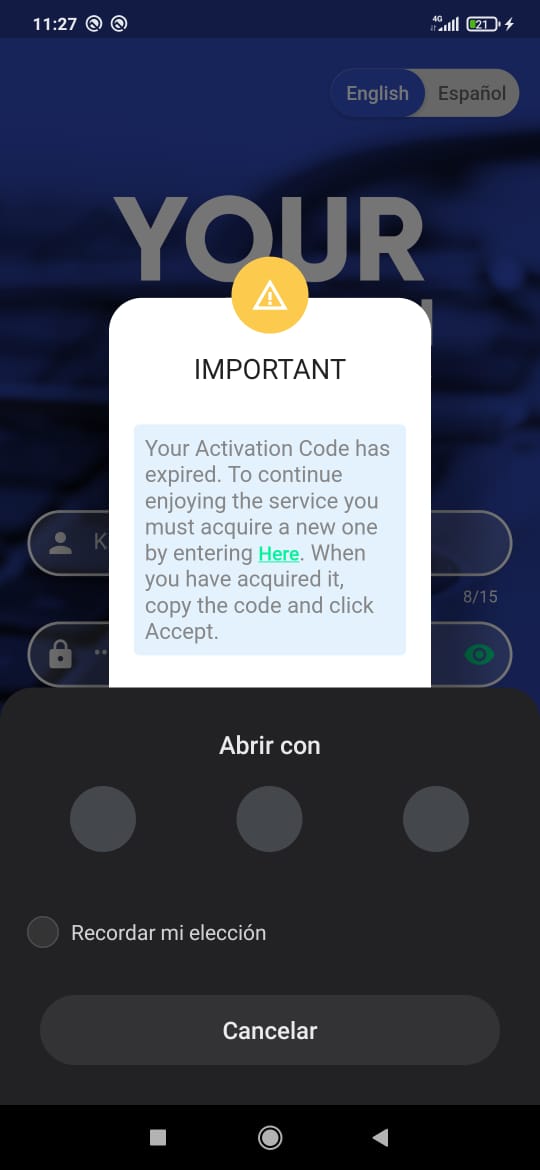 11:27
4G
21
English
Español
YOUR
IMPORTANT
Your Activation Code has
expired. To continue
enjoying the service you
must acquire a new one
by entering Here. When
you have acquired it,
copy the code and click
Accept.
K
8/15
Abrir con
Recordar mi elección
Cancelar